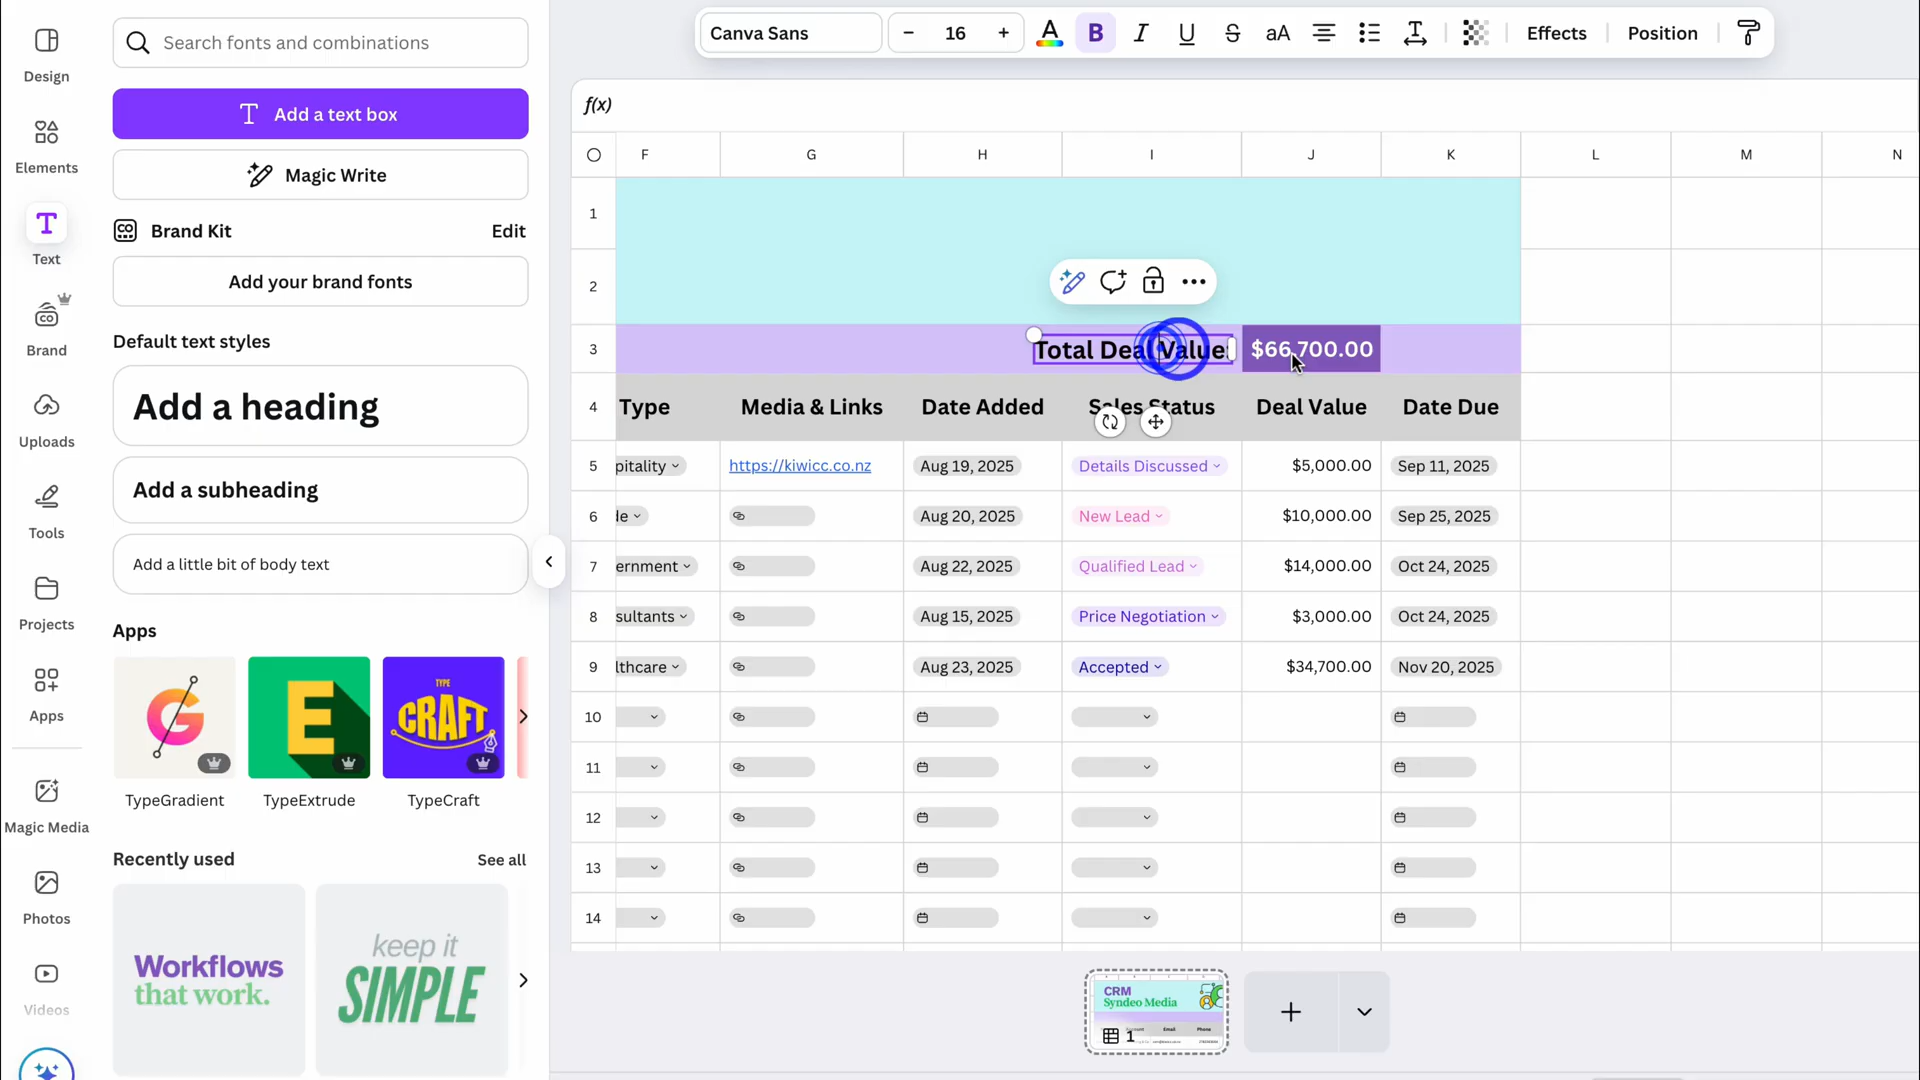 Search fonts and combinations
Canva Sans
− 16 +
A B I U S aA
Effects
Position
Design
Elements
Text
Brand
Uploads
Tools
Projects
Apps
Magic Media
Photos
Videos
Add a text box
Magic Write
Brand Kit
Edit
Add your brand fonts
Default text styles
Add a heading
Add a subheading
Add a little bit of body text
Apps
TypeGradient
TypeExtrude
TYPE
CRAFT
TypeCraft
Recently used
See all
Workflows
that work.
keep it
SIMPLE
f(x)
F G H I J K L M N
1
2
3 Total Deal Value: $66,700.00
4 Type Media & Links Date Added Sales Status Deal Value Date Due
5 pitality https://kiwicc.co.nz Aug 19, 2025 Details Discussed $5,000.00 Sep 11, 2025
6 le Aug 20, 2025 New Lead $10,000.00 Sep 25, 2025
7 ernment Aug 22, 2025 Qualified Lead $14,000.00 Oct 24, 2025
8 sultants Aug 15, 2025 Price Negotiation $3,000.00 Oct 24, 2025
9 lthcare Aug 23, 2025 Accepted $34,700.00 Nov 20, 2025
10
11
12
13
14
CRM
Syndeo Media
Email Phone
1